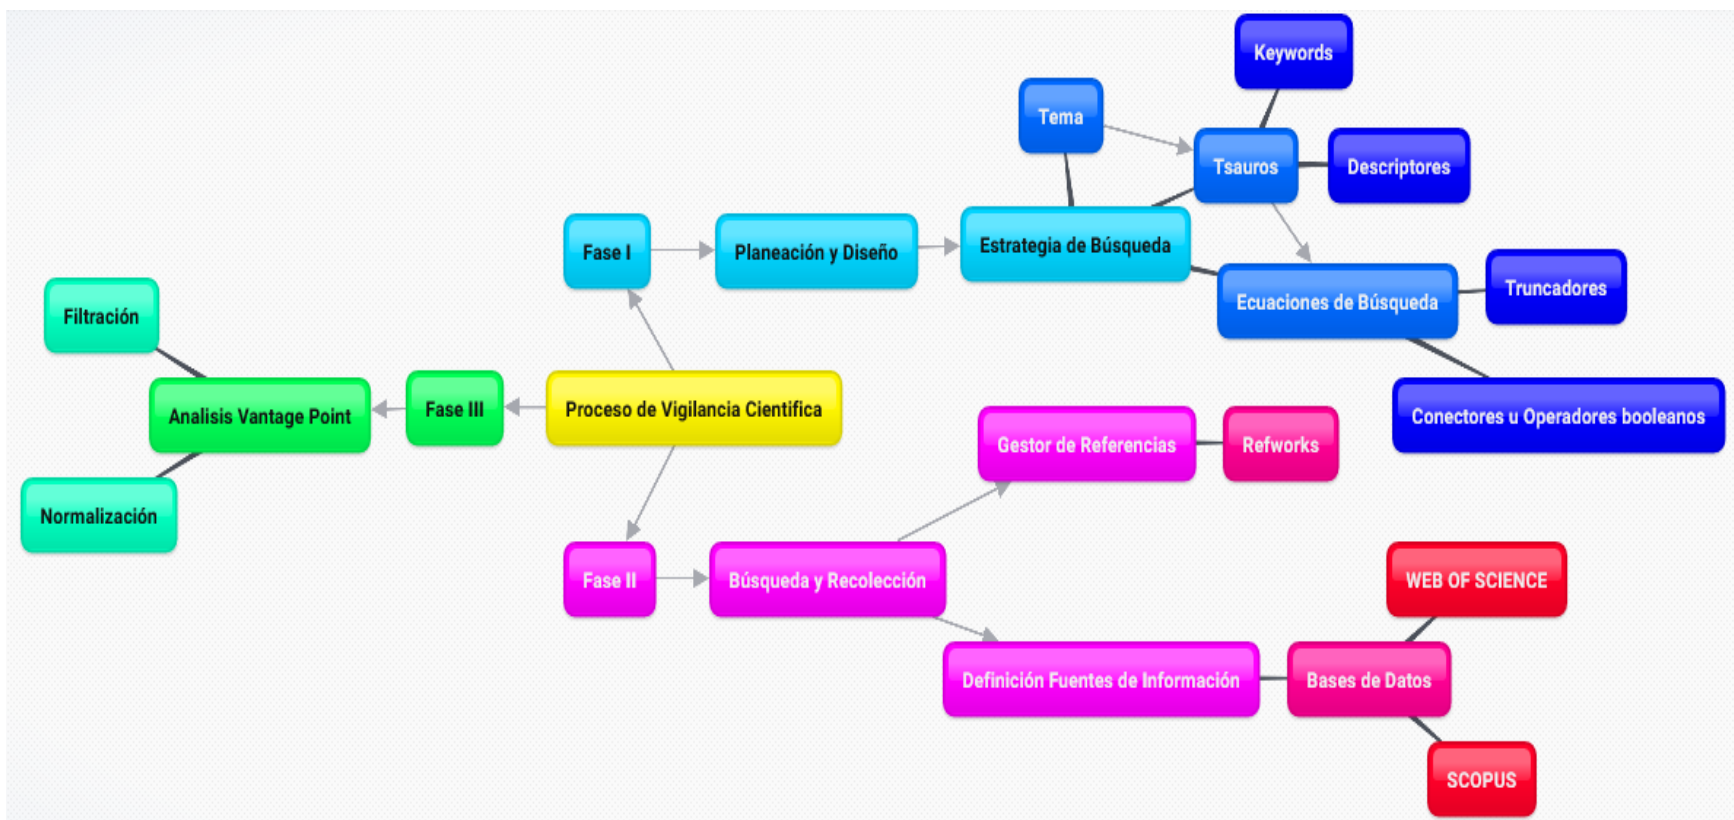 Keywords
Tema
Tsauros
Descriptores
Fase I
Planeación y Diseño
Estrategia de Búsqueda
Ecuaciones de Búsqueda
Truncadores
Conectores u Operadores booleanos
Filtración
Analisis Vantage Point
Fase III
Proceso de Vigilancia Cientifica
Normalización
Gestor de Referencias
Refworks
Fase II
Búsqueda y Recolección
WEB OF SCIENCE
Definición Fuentes de Información
Bases de Datos
SCOPUS